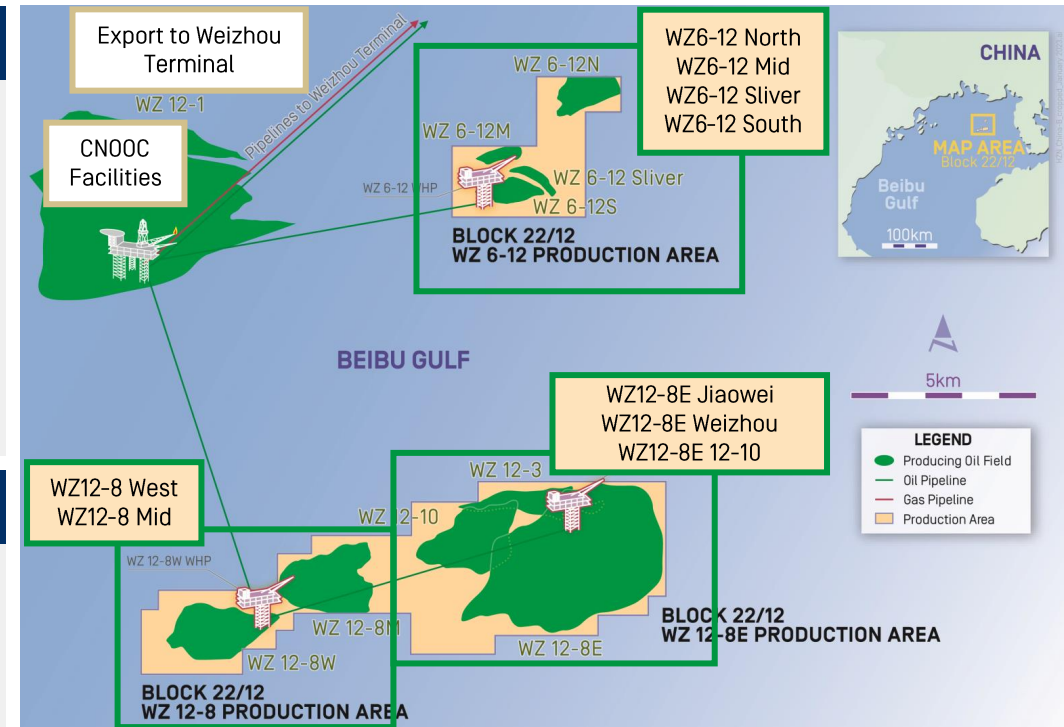 Export to Weizhou
Terminal
WZ 12-1
CNOOC
Facilities
Pipelines to Weizhou Terminal
WZ 6-12N
WZ 6-12M
WZ 6-12 WHP
WZ 6-12 Sliver
WZ 6-12S
BLOCK 22/12
WZ 6-12 PRODUCTION AREA
WZ6-12 North
WZ6-12 Mid
WZ6-12 Sliver
WZ6-12 South
CHINA
MAP AREA
Block 22/12
Beibu
Gulf
100km
BEIBU GULF
5km
LEGEND
Producing Oil Field
Oil Pipeline
Gas Pipeline
Production Area
WZ12-8E Jiaowei
WZ12-8E Weizhou
WZ12-8E 12-10
WZ 12-3
WZ 12-10
WZ12-8 West
WZ12-8 Mid
WZ 12-8W WHP
WZ 12-8M
WZ 12-8W
WZ 12-8E
BLOCK 22/12
WZ 12-8E PRODUCTION AREA
BLOCK 22/12
WZ 12-8 PRODUCTION AREA